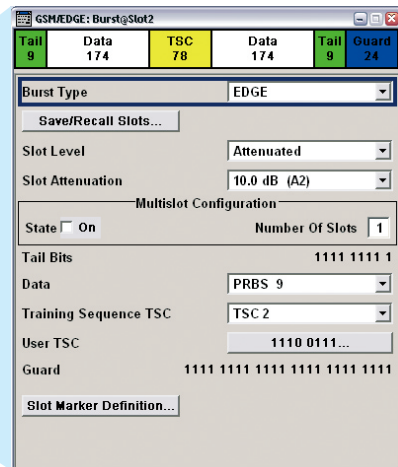 GSM/EDGE: Burst@Slot2
Tail Data TSC Data Tail Guard
9 174 78 174 9 24
Burst Type EDGE
Save/Recall Slots...
Slot Level Attenuated
Slot Attenuation 10.0 dB (A2)
Multislot Configuration
State On Number Of Slots 1
Tail Bits 1111 1111 1
Data PRBS 9
Training Sequence TSC TSC 2
User TSC 1110 0111...
Guard 1111 1111 1111 1111 1111 1111
Slot Marker Definition...